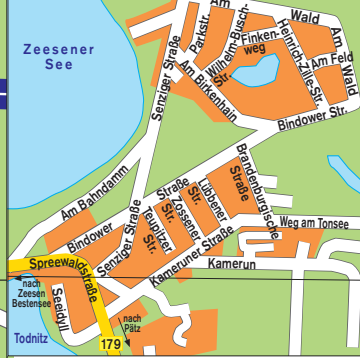 Am
Wald
Parkstr.
Wilhelm-Busch-
Str.
Finken-
weg
Heinrich-Zille-Str.
Am Wald
Am Feld
Zeesener
See
Senziger Straße
Am Birkenhain
Bindower Str.
Am Bahndamm
Bindower Straße
Senziger Straße
Teupitzer
Str.
Zossener
Str.
Lübbener
Straße
Brandenburgische
Weg am Tonsee
Kameruner Straße
Kamerun
Spreewaldstraße
nach
Zeesen
Bestensee
Seeidyll
nach
Pätz
179
Todnitz